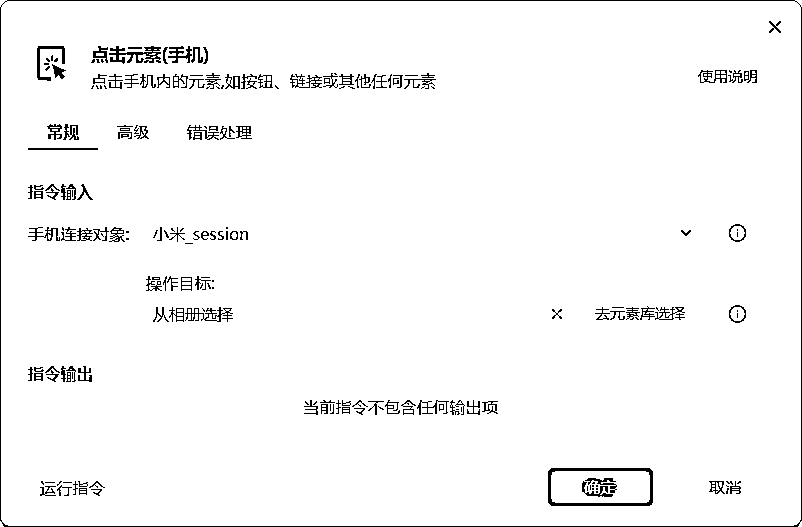 点击元素(手机)
点击手机内的元素,如按钮、链接或其他任何元素
使用说明
常规 高级 错误处理
指令输入
手机连接对象: 小米_session
操作目标:
从相册选择 去元素库选择
指令输出
当前指令不包含任何输出项
运行指令 确定 取消